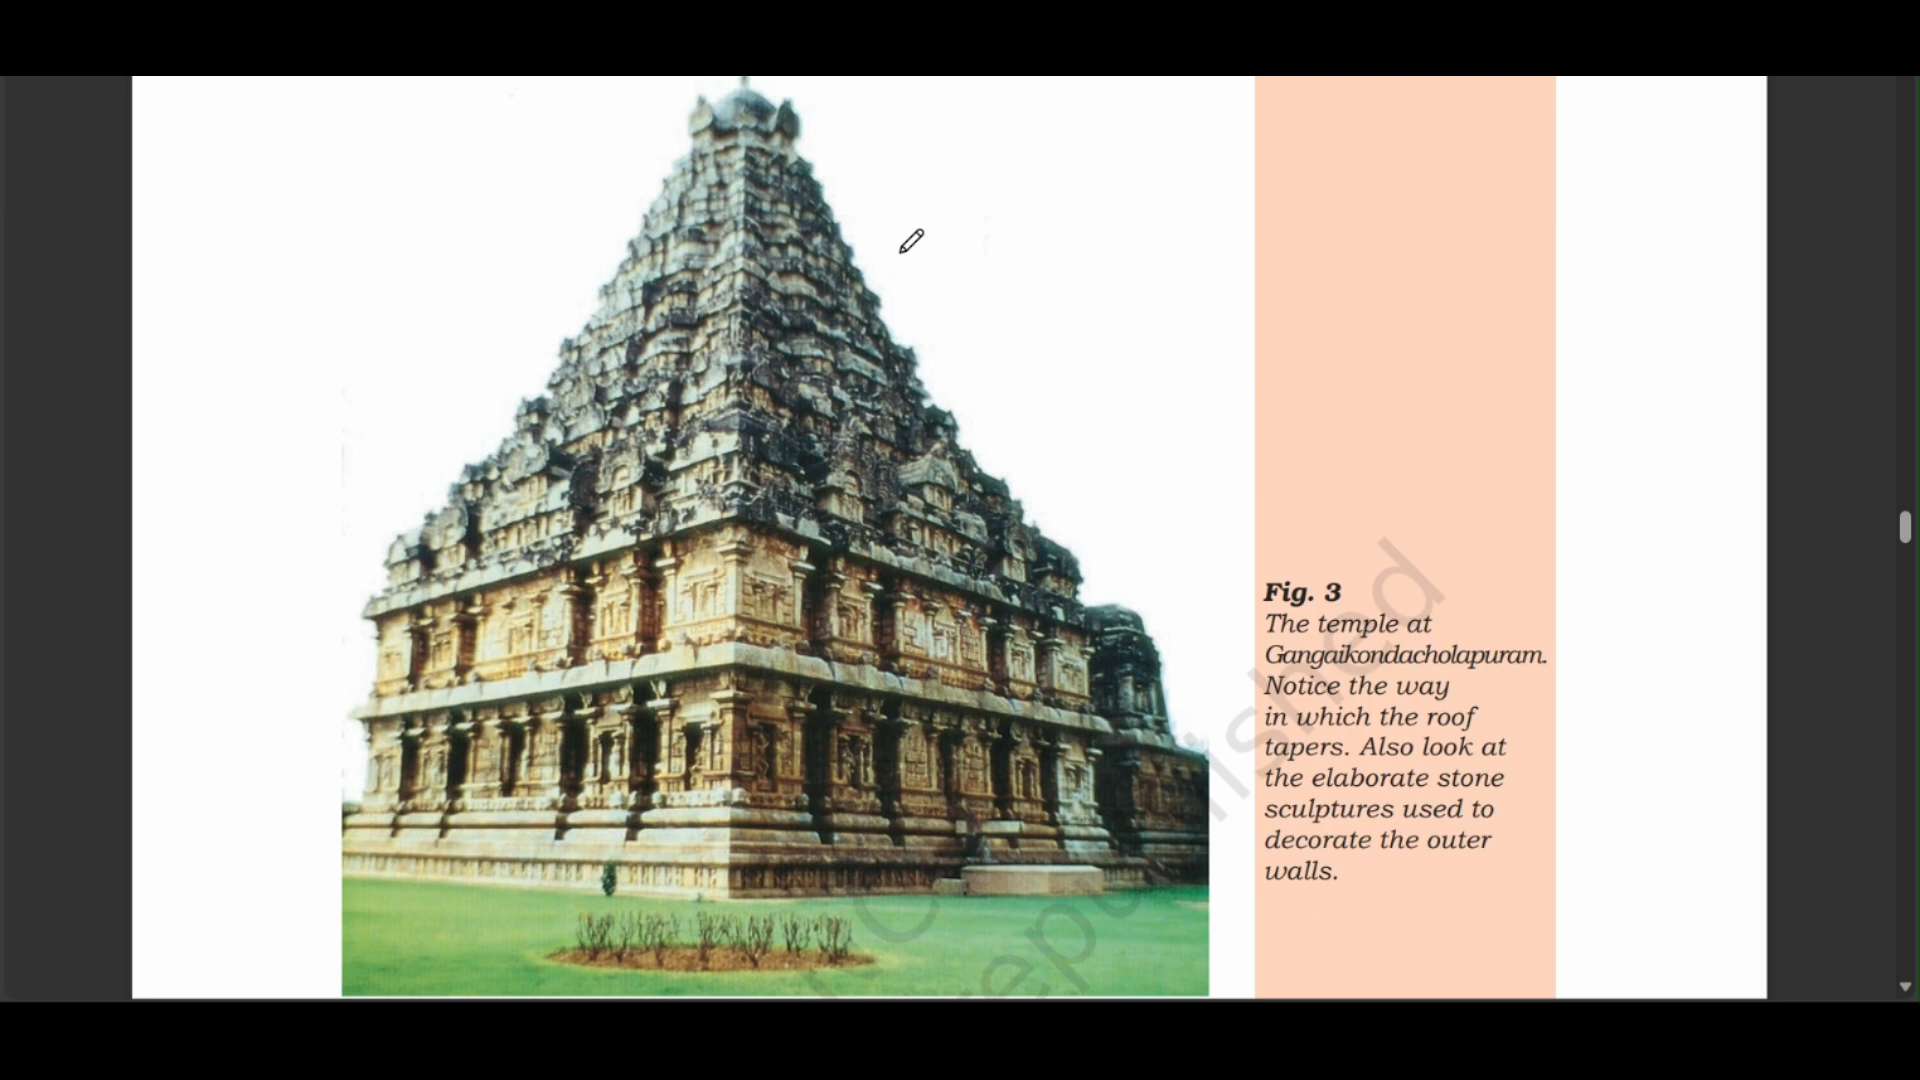 Fig. 3
The temple at
Gangaikondacholapuram.
Notice the way
in which the roof
tapers. Also look at
the elaborate stone
sculptures used to
decorate the outer
walls.